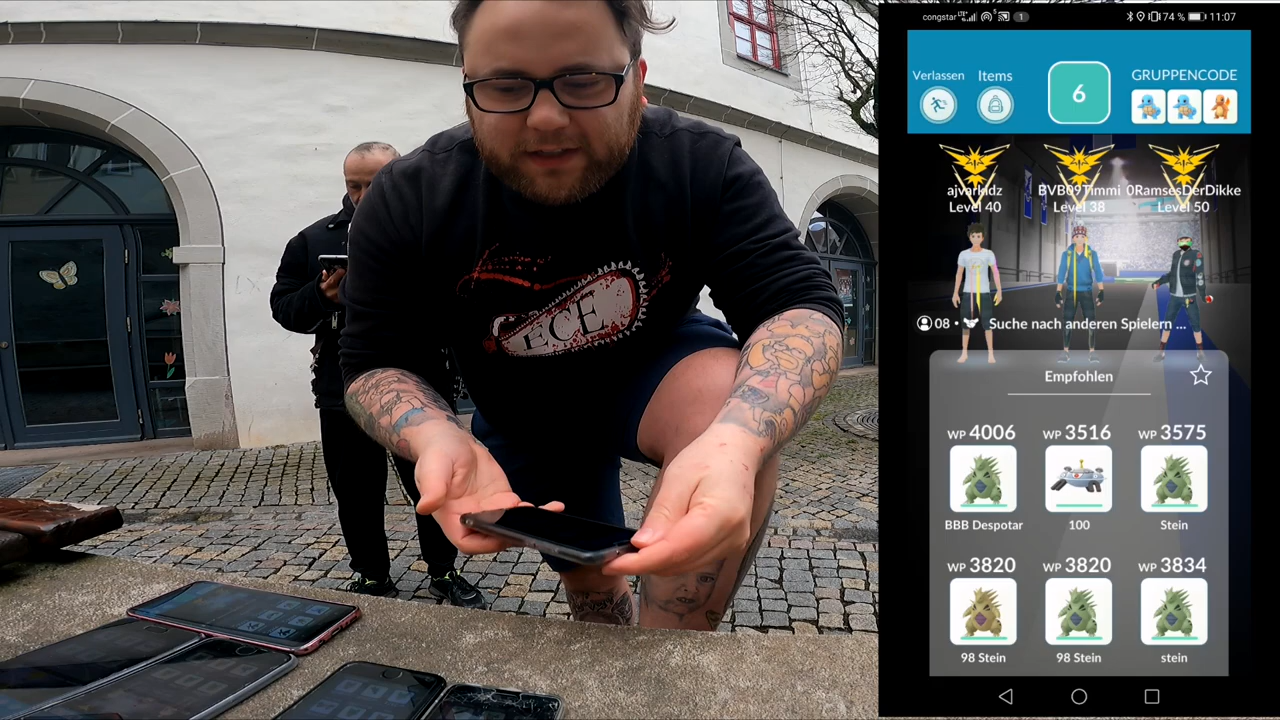 congstar
1
74 % 11:07
Verlassen
Items
6
GRUPPENCODE
ajvarkidz
Level 40
BVB09Timmi
Level 38
0RamsesDerDikke
Level 50
08 • Suche nach anderen Spielern ...
Empfohlen
WP 4006
WP 3516
WP 3575
BBB Despotar
100
Stein
WP 3820
WP 3820
WP 3834
98 Stein
98 Stein
stein
ECE